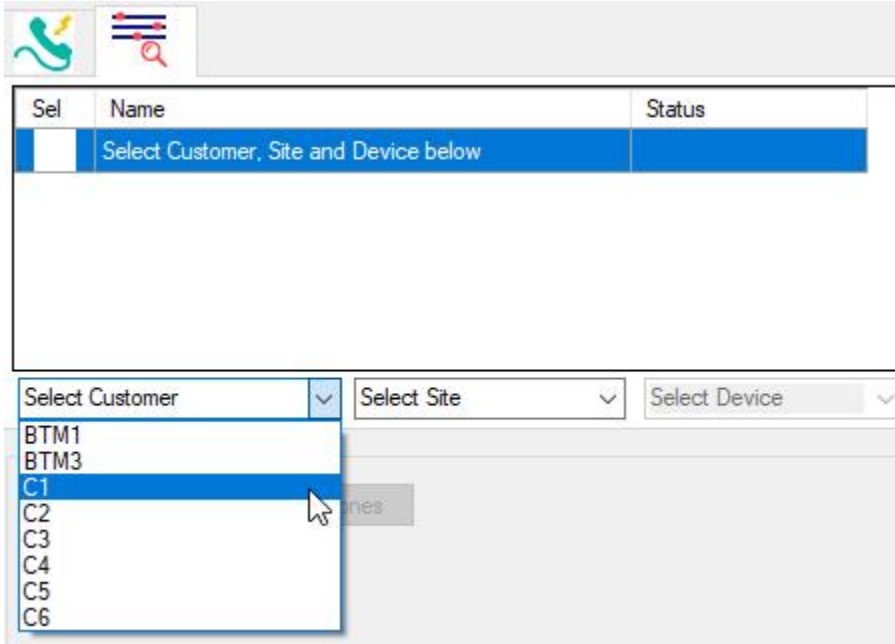 Sel Name Status
Select Customer, Site and Device below
Select Customer Select Site Select Device
BTM1
BTM3
C1
C2
C3
C4
C5
C6